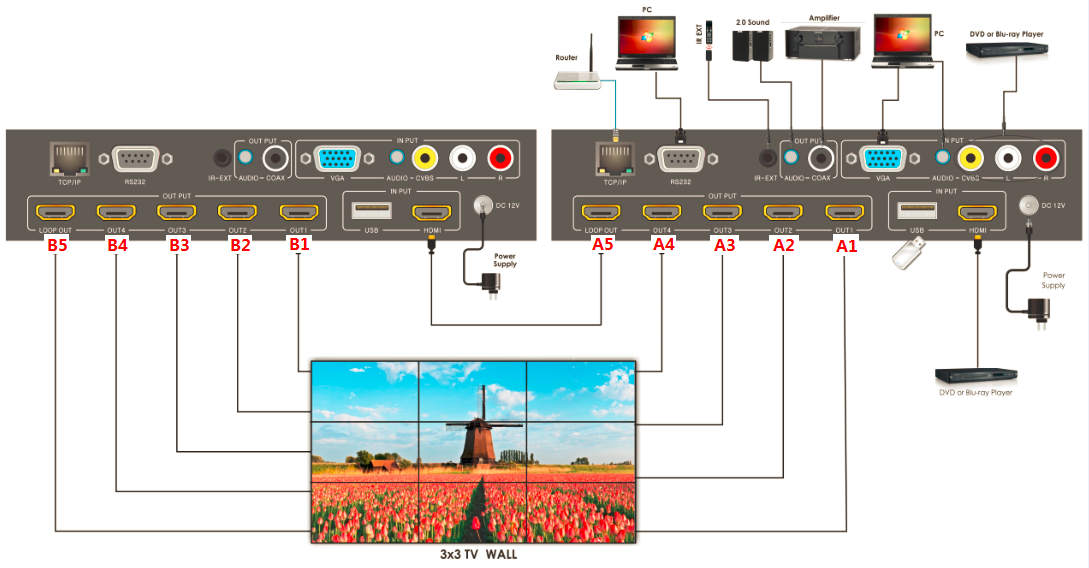 PC
IR EXT
2.0 Sound
Amplifier
PC
DVD or Blu-ray Player
Router
OUT PUT
IN PUT
TCP/IP
RS232
IR-EXT
AUDIO
COAX
VGA
AUDIO
CVBS
L
R
OUT PUT
IN PUT
LOOP OUT
OUT4
OUT3
OUT2
OUT1
USB
HDMI
DC 12V
B5
B4
B3
B2
B1
Power
Supply
OUT PUT
IN PUT
TCP/IP
RS232
IR-EXT
AUDIO
COAX
VGA
AUDIO
CVBS
L
R
OUT PUT
IN PUT
LOOP OUT
OUT4
OUT3
OUT2
OUT1
USB
HDMI
DC 12V
A5
A4
A3
A2
A1
Power
Supply
DVD or Blu-ray Player
3x3 TV WALL